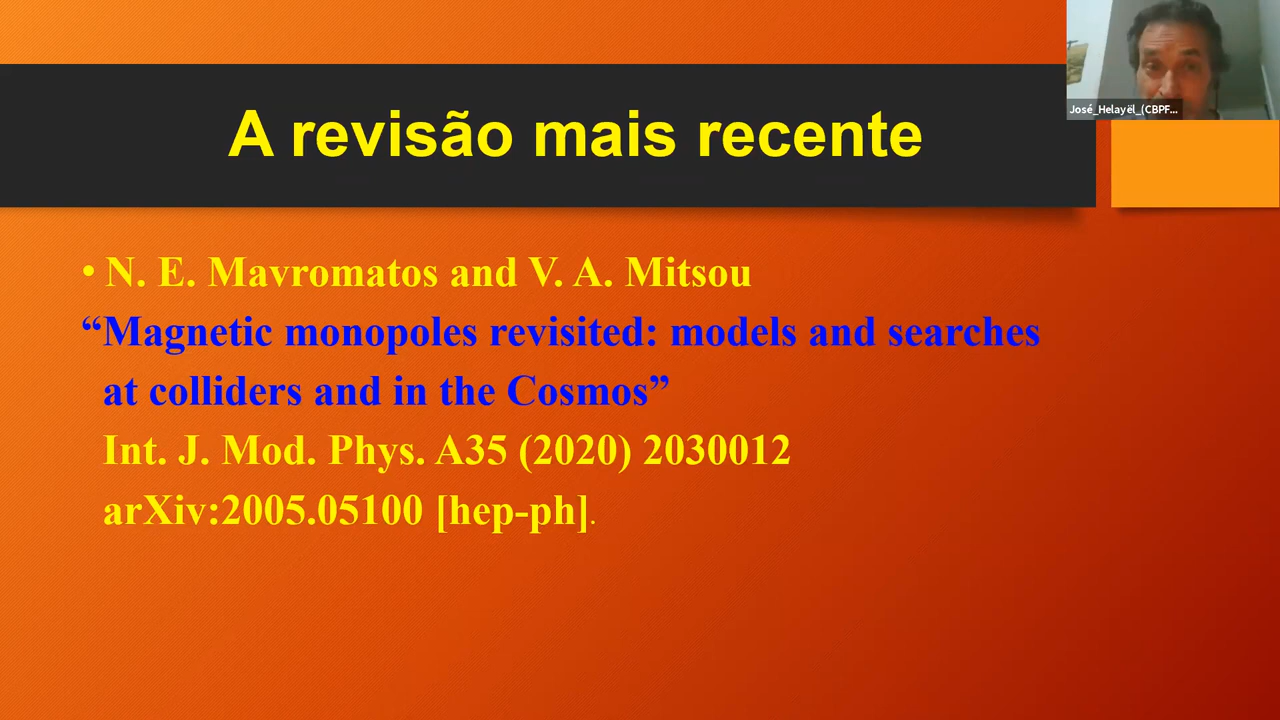 José_Helayël_(CBPF...
A revisão mais recente
• N. E. Mavromatos and V. A. Mitsou
“Magnetic monopoles revisited: models and searches
at colliders and in the Cosmos”
Int. J. Mod. Phys. A35 (2020) 2030012
arXiv:2005.05100 [hep-ph].